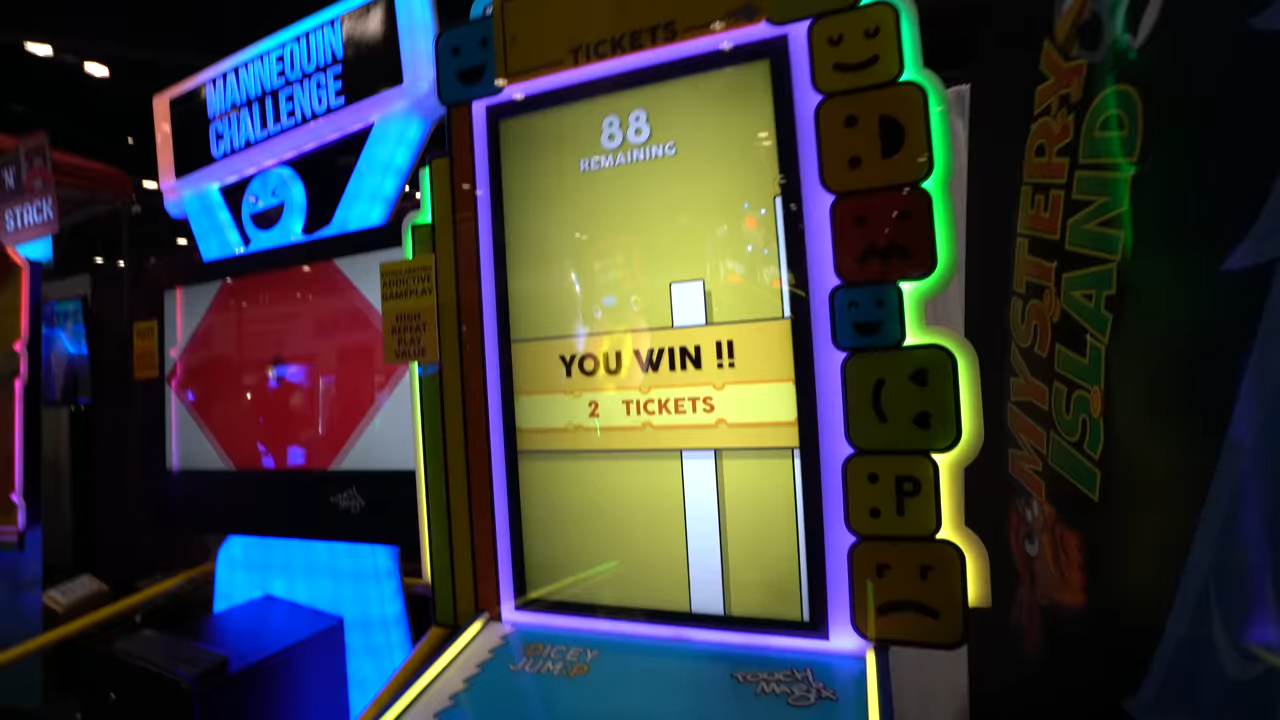 MANNEQUIN
CHALLENGE
'N'
STACK
TICKETS
88
REMAINING
YOU WIN !!
2 TICKETS
ADDICTIVE
GAMEPLAY
HIGH
REPEAT
PLAY
VALUE
:P
DICEY
JUMP
TOUCH
MAGIX
MYSTERY
ISLAND